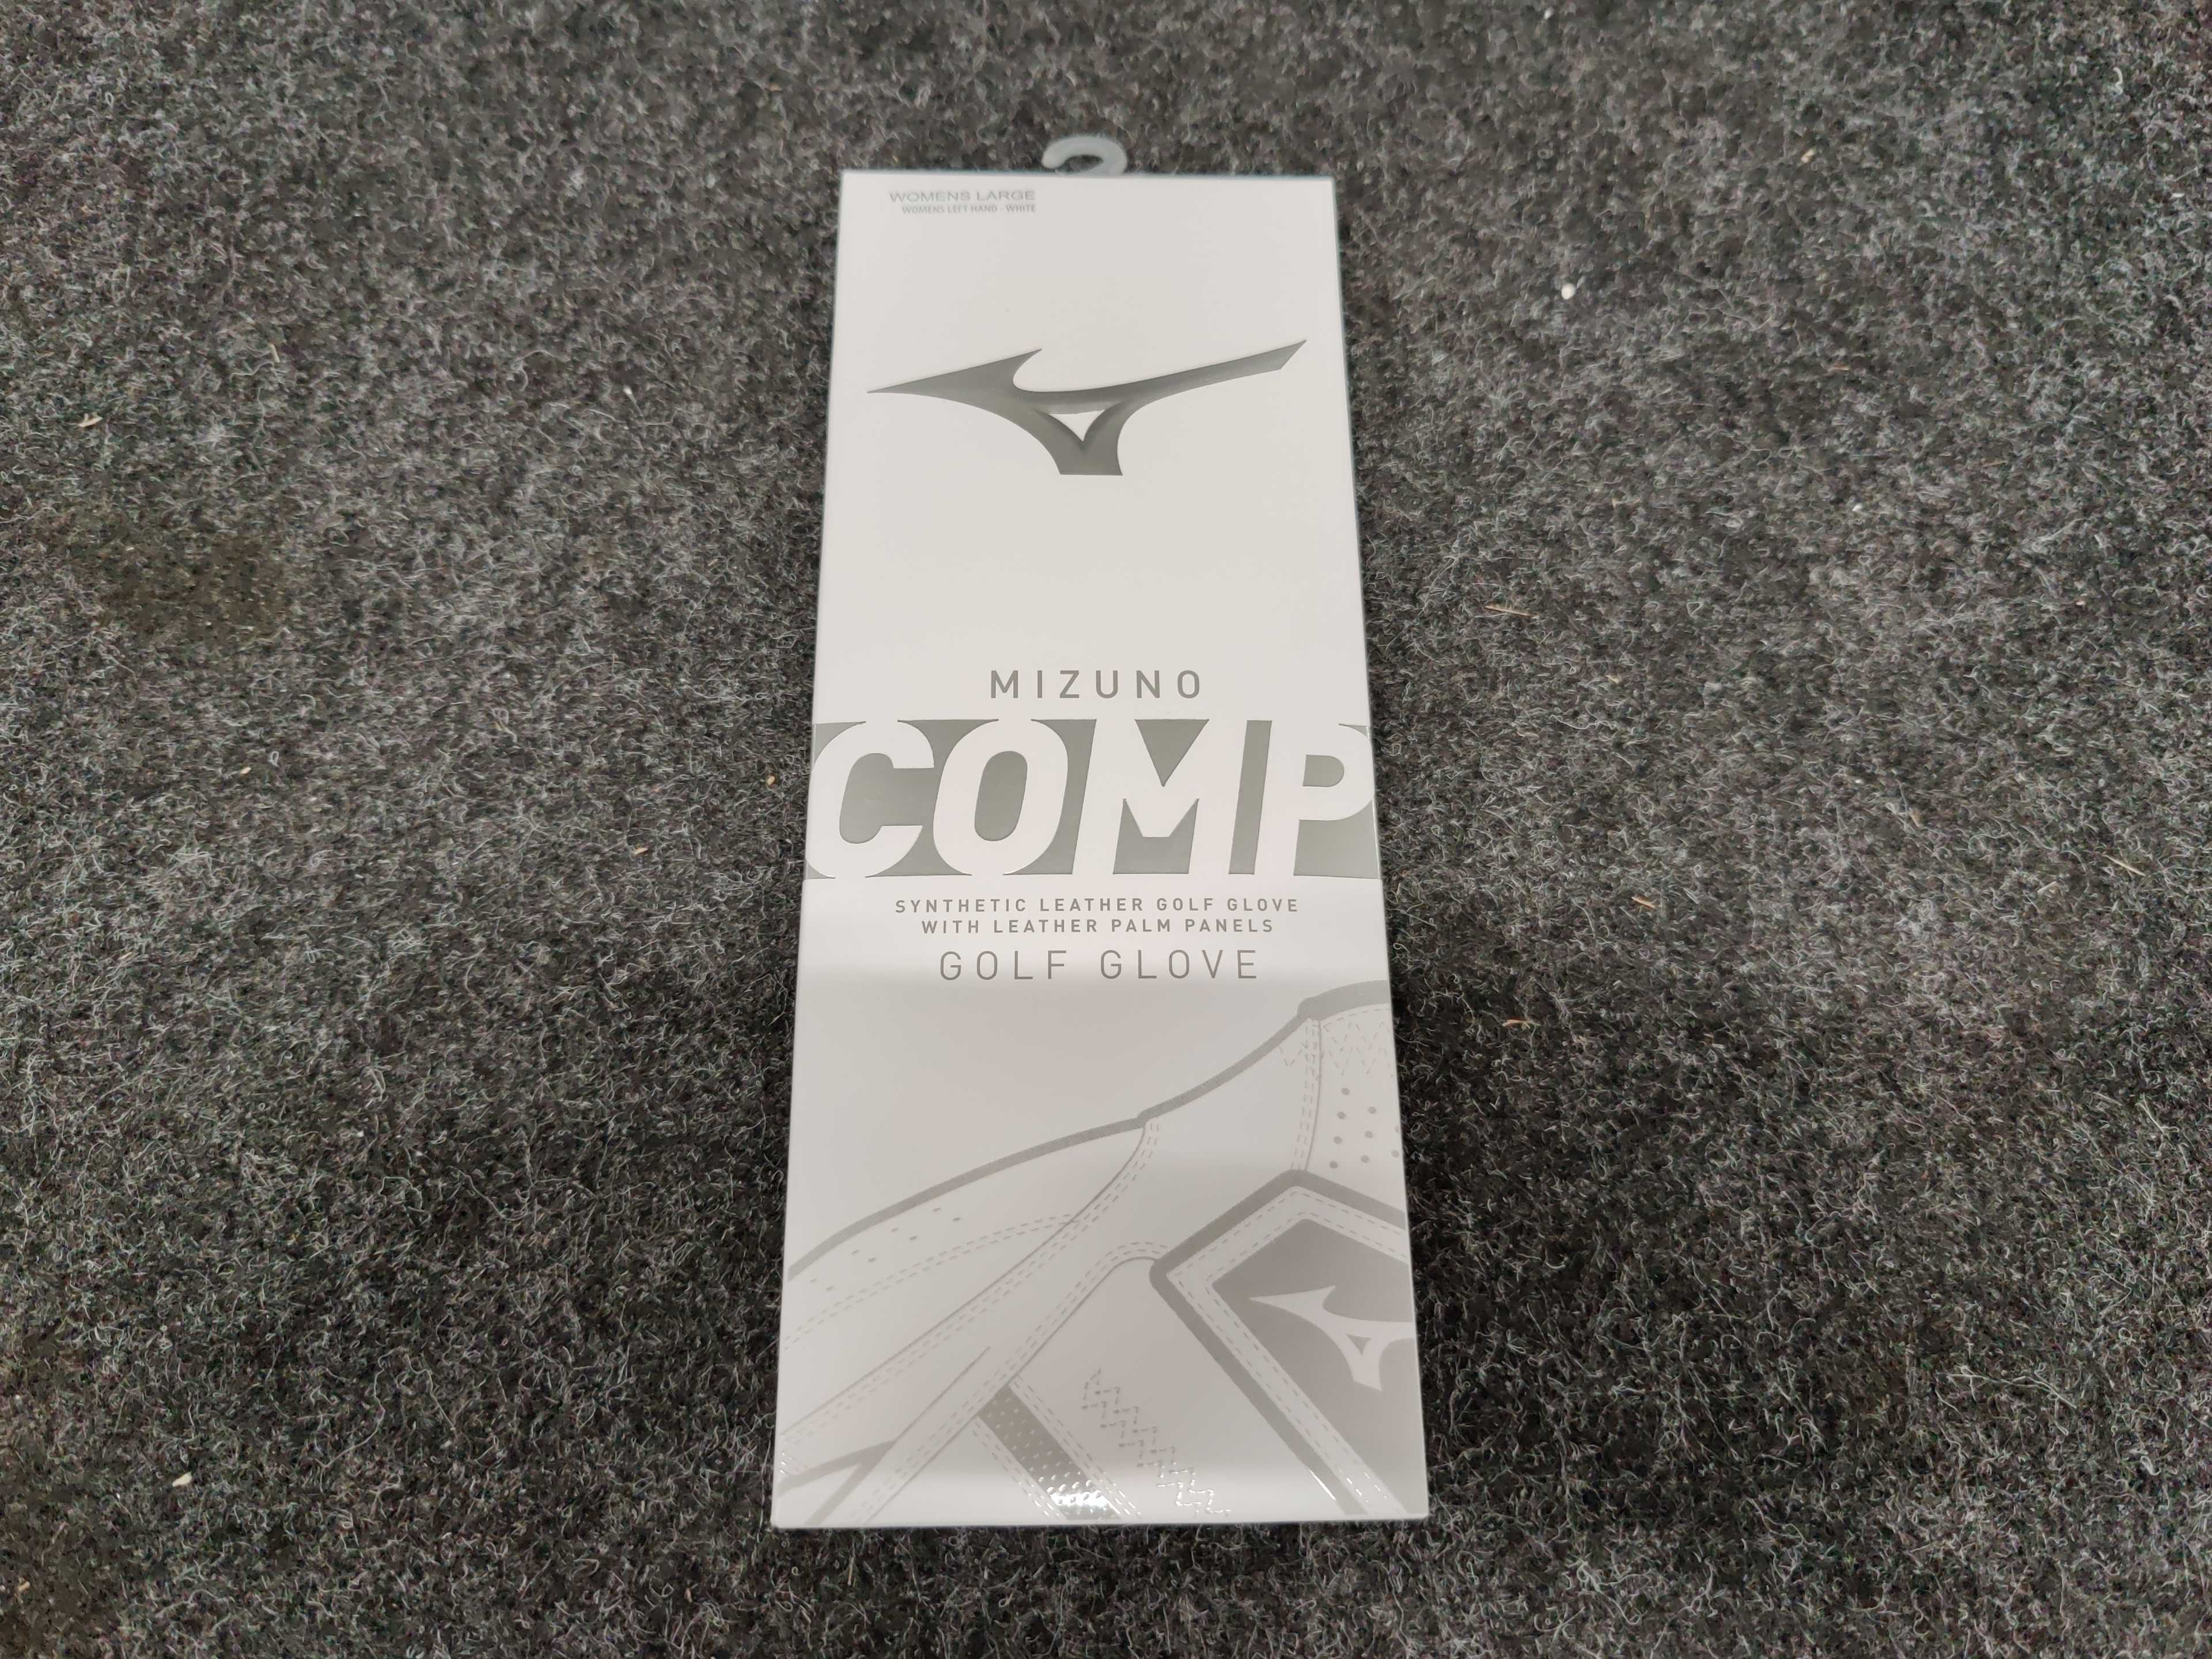 WOMENS LARGE
WOMENS LEFT HAND - WHITE
MIZUNO
COMP
SYNTHETIC LEATHER GOLF GLOVE
WITH LEATHER PALM PANELS
GOLF GLOVE